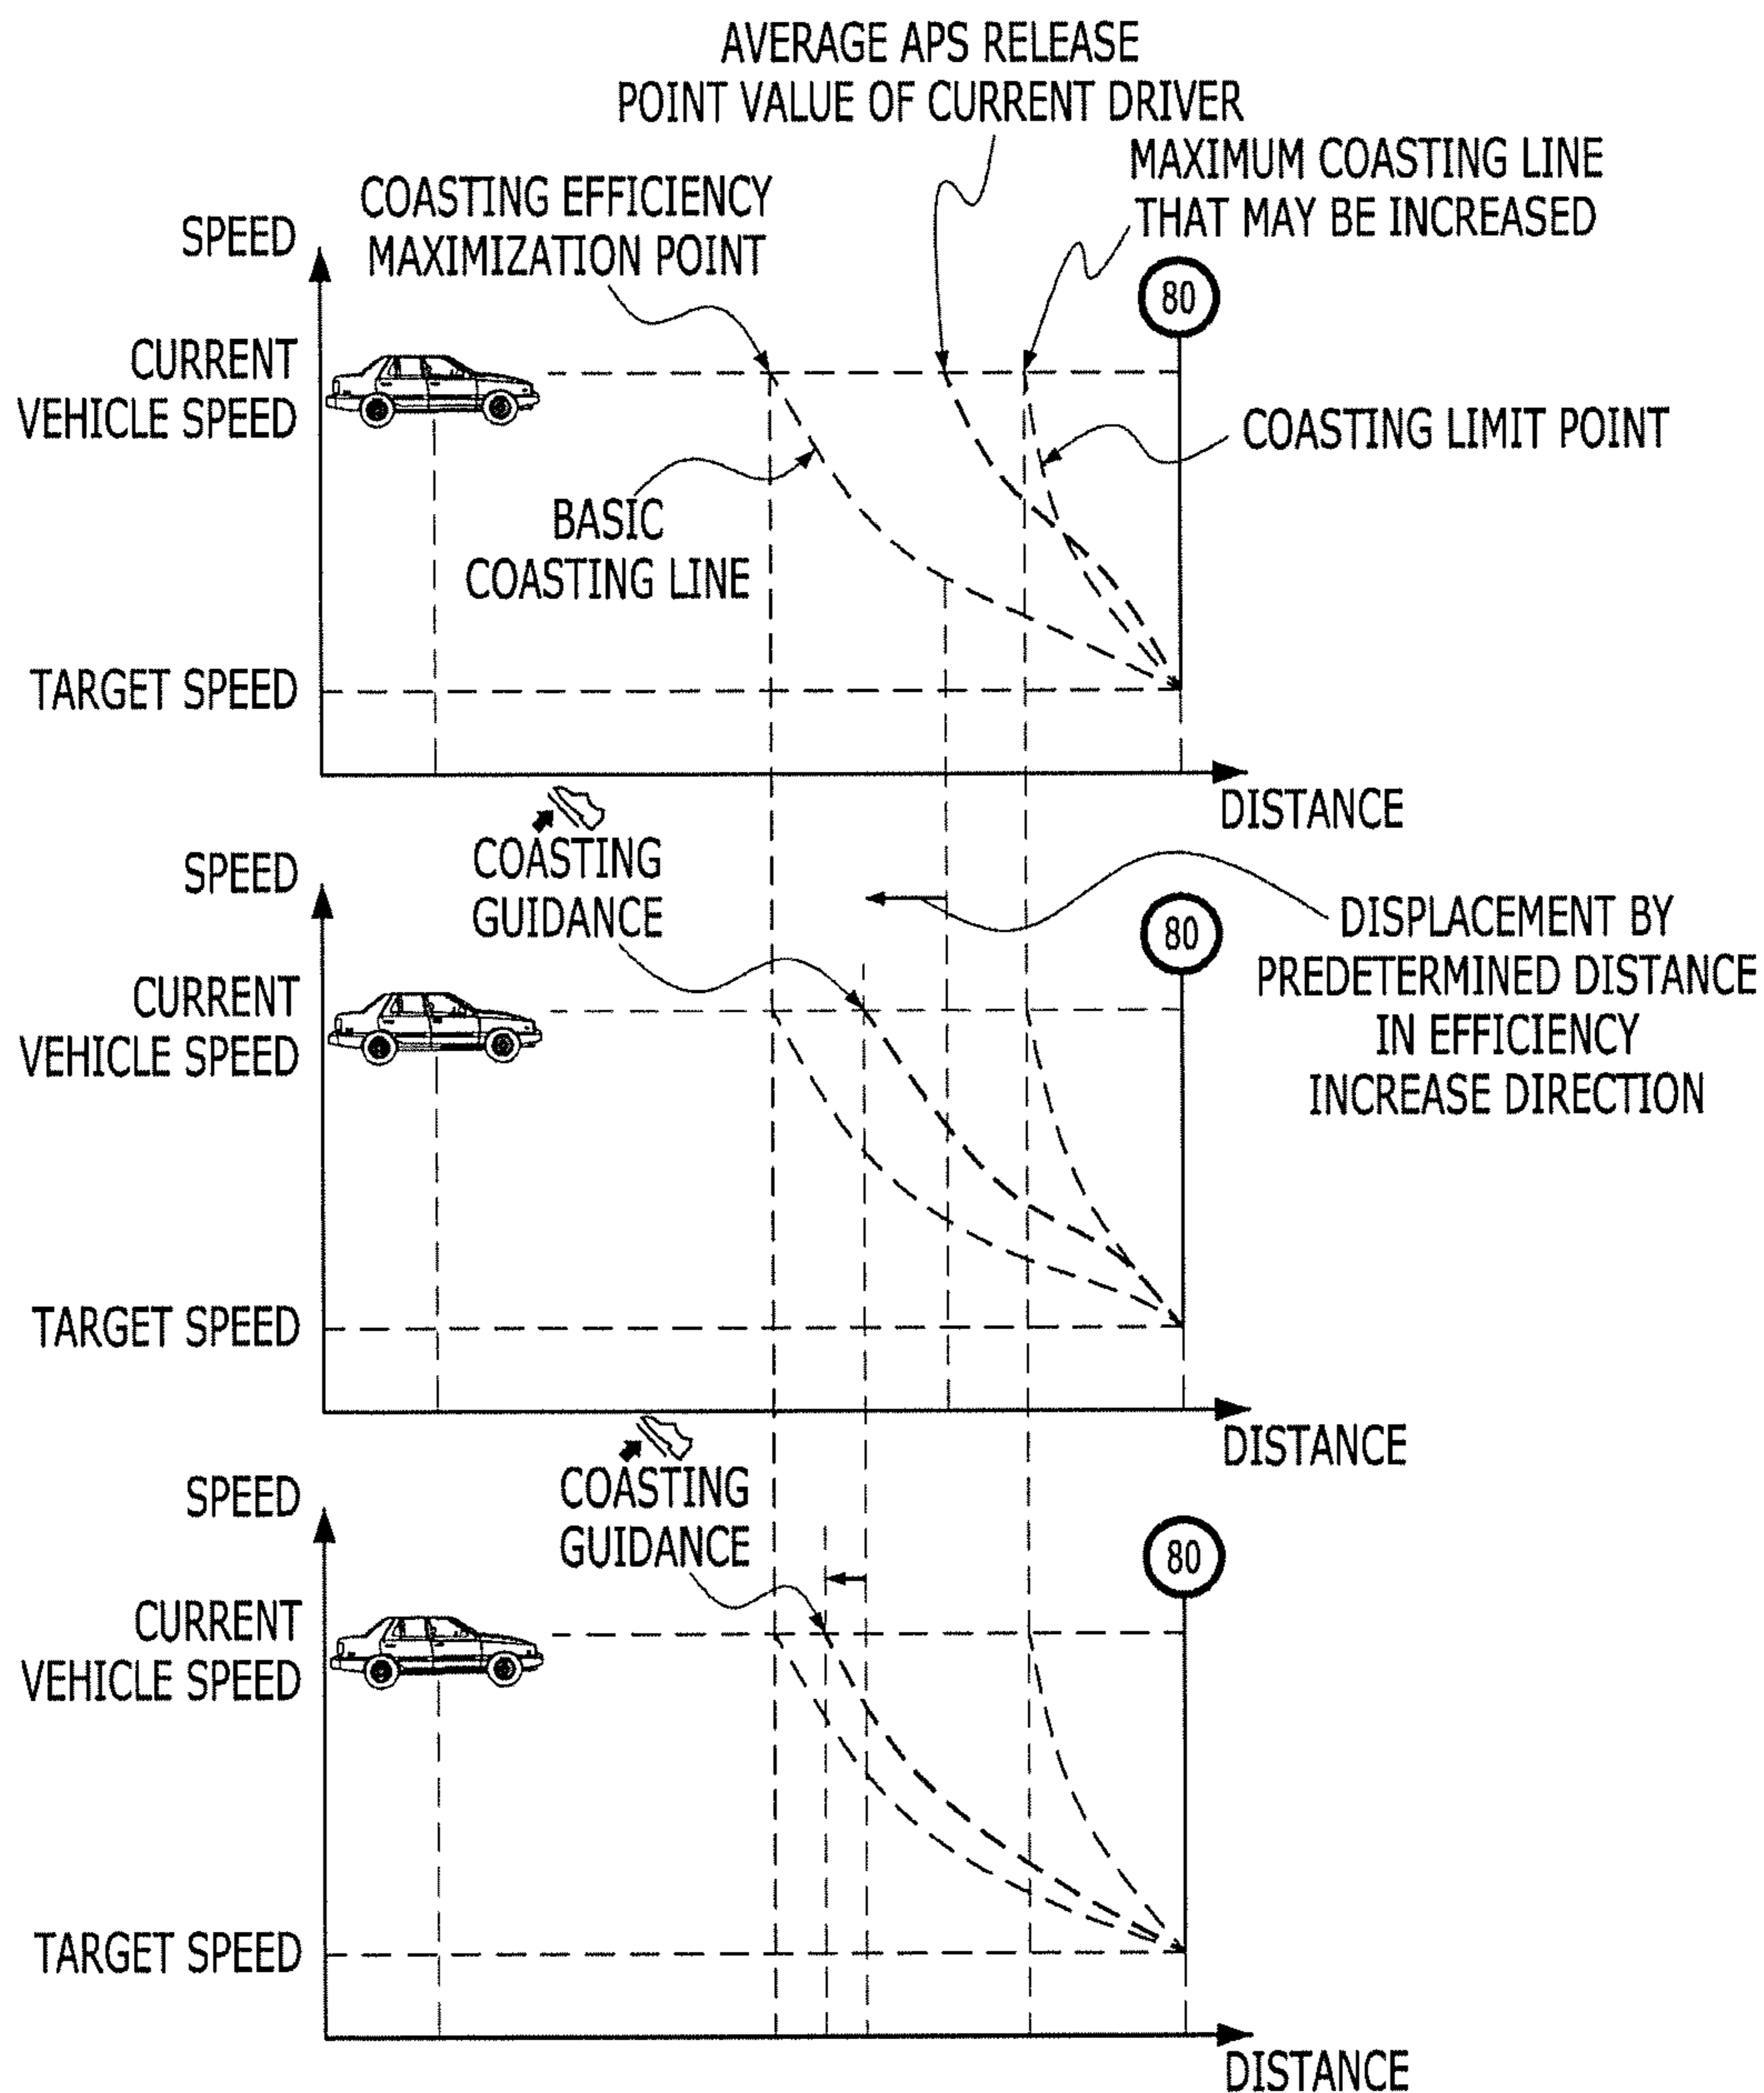 AVERAGE APS RELEASE
POINT VALUE OF CURRENT DRIVER
MAXIMUM COASTING LINE
THAT MAY BE INCREASED
COASTING EFFICIENCY
MAXIMIZATION POINT
SPEED
80
CURRENT
VEHICLE SPEED
COASTING LIMIT POINT
BASIC
COASTING LINE
TARGET SPEED
DISTANCE
COASTING
GUIDANCE
SPEED
80
DISPLACEMENT BY
PREDETERMINED DISTANCE
IN EFFICIENCY
INCREASE DIRECTION
CURRENT
VEHICLE SPEED
TARGET SPEED
DISTANCE
COASTING
GUIDANCE
SPEED
80
CURRENT
VEHICLE SPEED
TARGET SPEED
DISTANCE